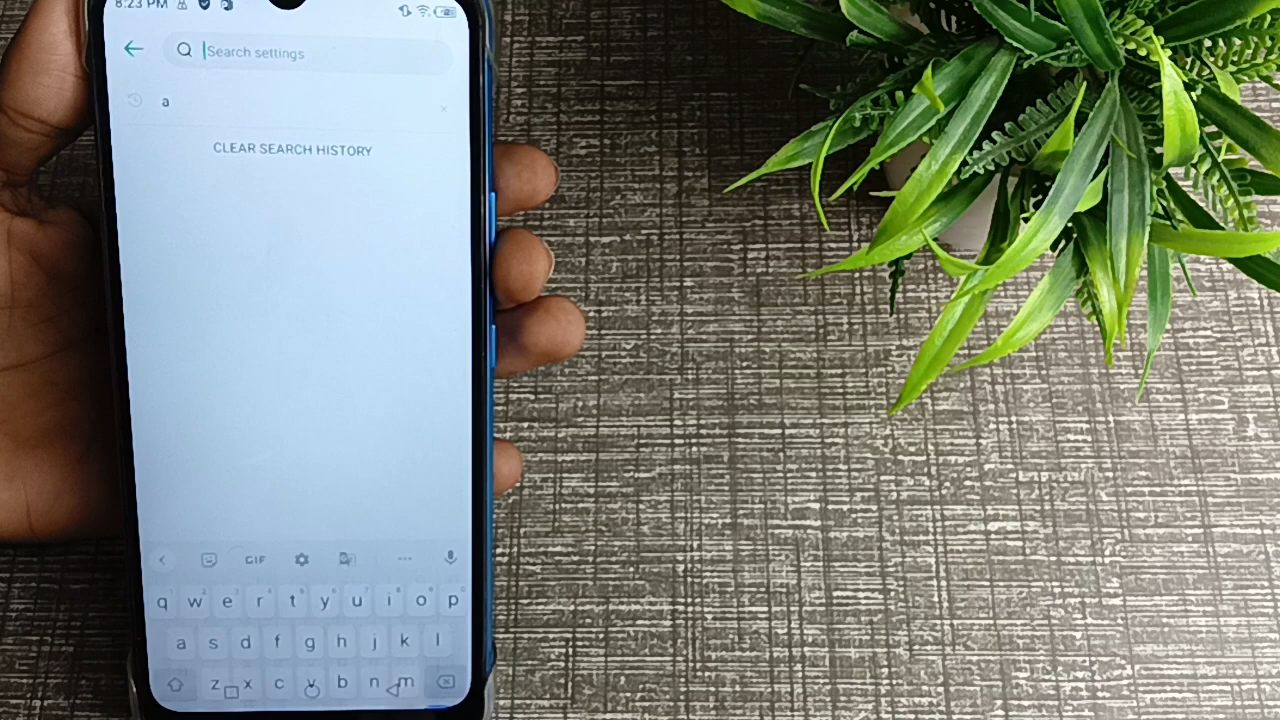 8:23 PM
Search settings
a
CLEAR SEARCH HISTORY
GIF
q w e r t y u i o p
a s d f g h j k l
z x c v b n m